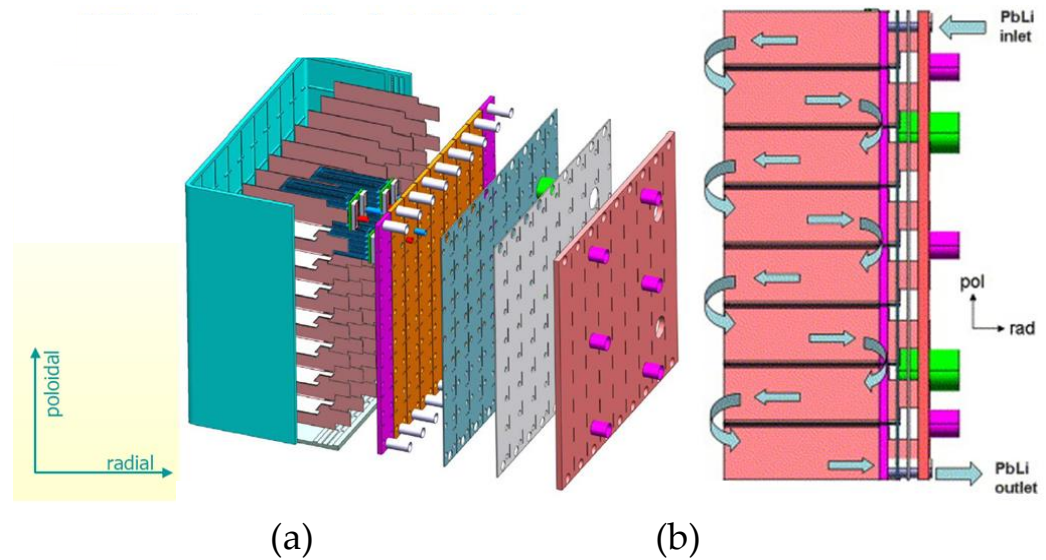 PbLi
inlet
poloidal
radial
pol
rad
PbLi
outlet
(a)
(b)